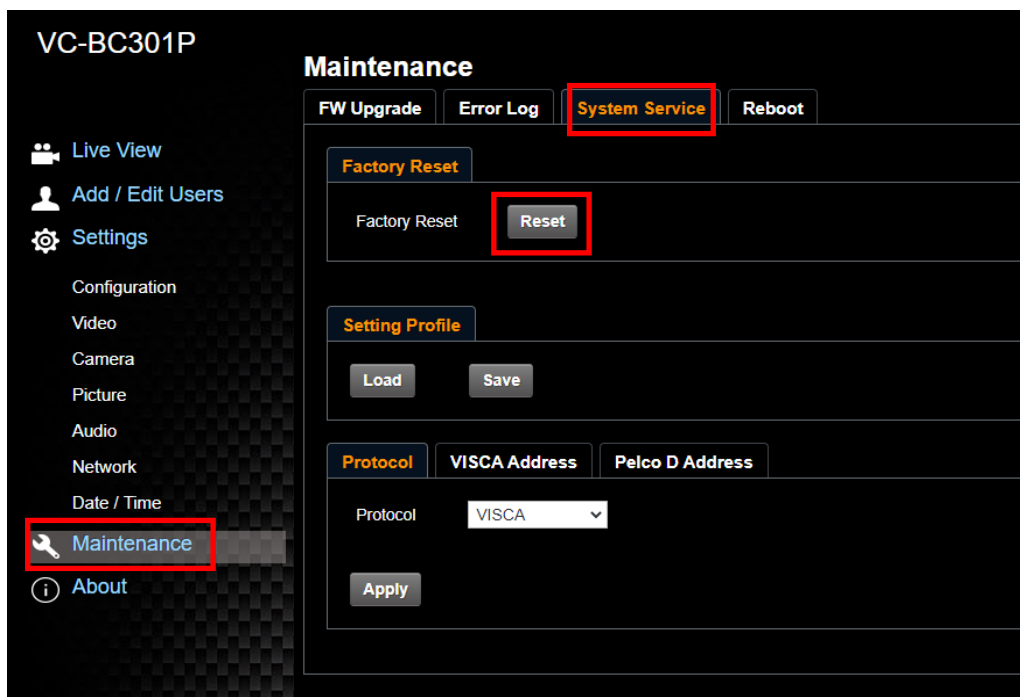 VC-BC301P
Live View
Add / Edit Users
Settings
Configuration
Video
Camera
Picture
Audio
Network
Date / Time
Maintenance
About
Maintenance
FW Upgrade Error Log System Service Reboot
Factory Reset
Factory Reset Reset
Setting Profile
Load Save
Protocol VISCA Address Pelco D Address
Protocol VISCA
Apply